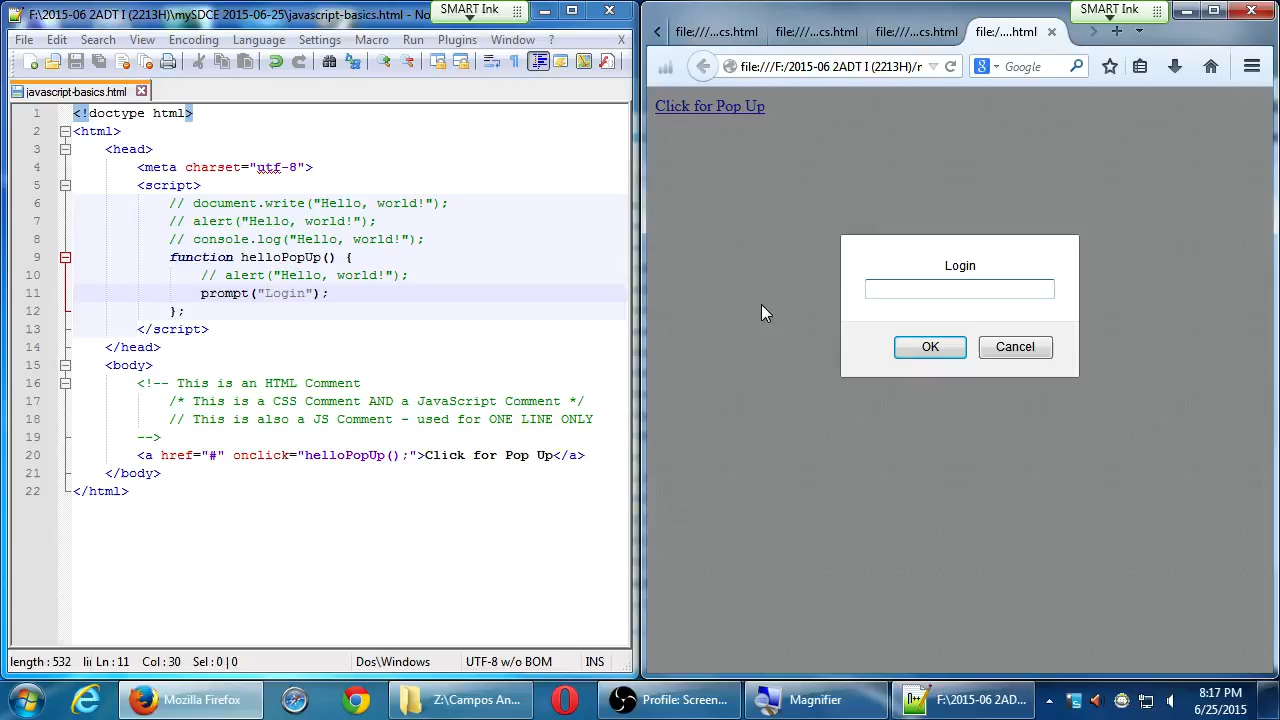 F:\2015-06 2ADT I (2213H)\mySDCE 2015-06-25\javascript-basics.html - No
SMART Ink
File Edit Search View Encoding Language Settings Macro Run Plugins Window ? X
javascript-basics.html
1 <!doctype html>
2 <html>
3 <head>
4 <meta charset="utf-8">
5 <script>
6 // document.write("Hello, world!");
7 // alert("Hello, world!");
8 // console.log("Hello, world!");
9 function helloPopUp() {
10 // alert("Hello, world!");
11 prompt("Login");
12 };
13 </script>
14 </head>
15 <body>
16 <!-- This is an HTML Comment
17 /* This is a CSS Comment AND a JavaScript Comment */
18 // This is also a JS Comment - used for ONE LINE ONLY
19 -->
20 <a href="#" onclick="helloPopUp();">Click for Pop Up</a>
21 </body>
22 </html>
length : 532 li Ln : 11 Col : 30 Sel : 0 | 0 Dos\Windows UTF-8 w/o BOM INS
SMART Ink
file:///...cs.html file:///...cs.html file:///...cs.html file:/...html
file:///F:/2015-06 2ADT I (2213H)/m Google
Click for Pop Up
Login
OK Cancel
Mozilla Firefox Z:\Campos An... Profile: Screen... Magnifier F:\2015-06 2AD...
8:17 PM
6/25/2015